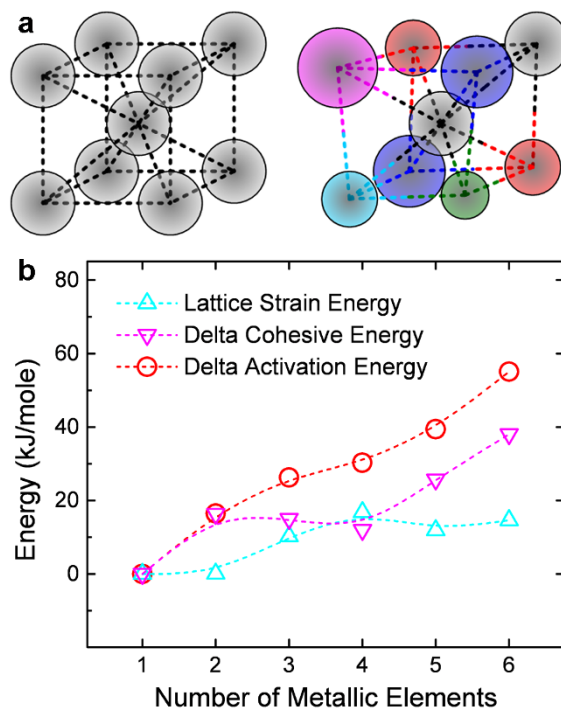 a
b
Lattice Strain Energy
Delta Cohesive Energy
Delta Activation Energy
80
60
40
20
0
Energy (kJ/mole)
1 2 3 4 5 6
Number of Metallic Elements